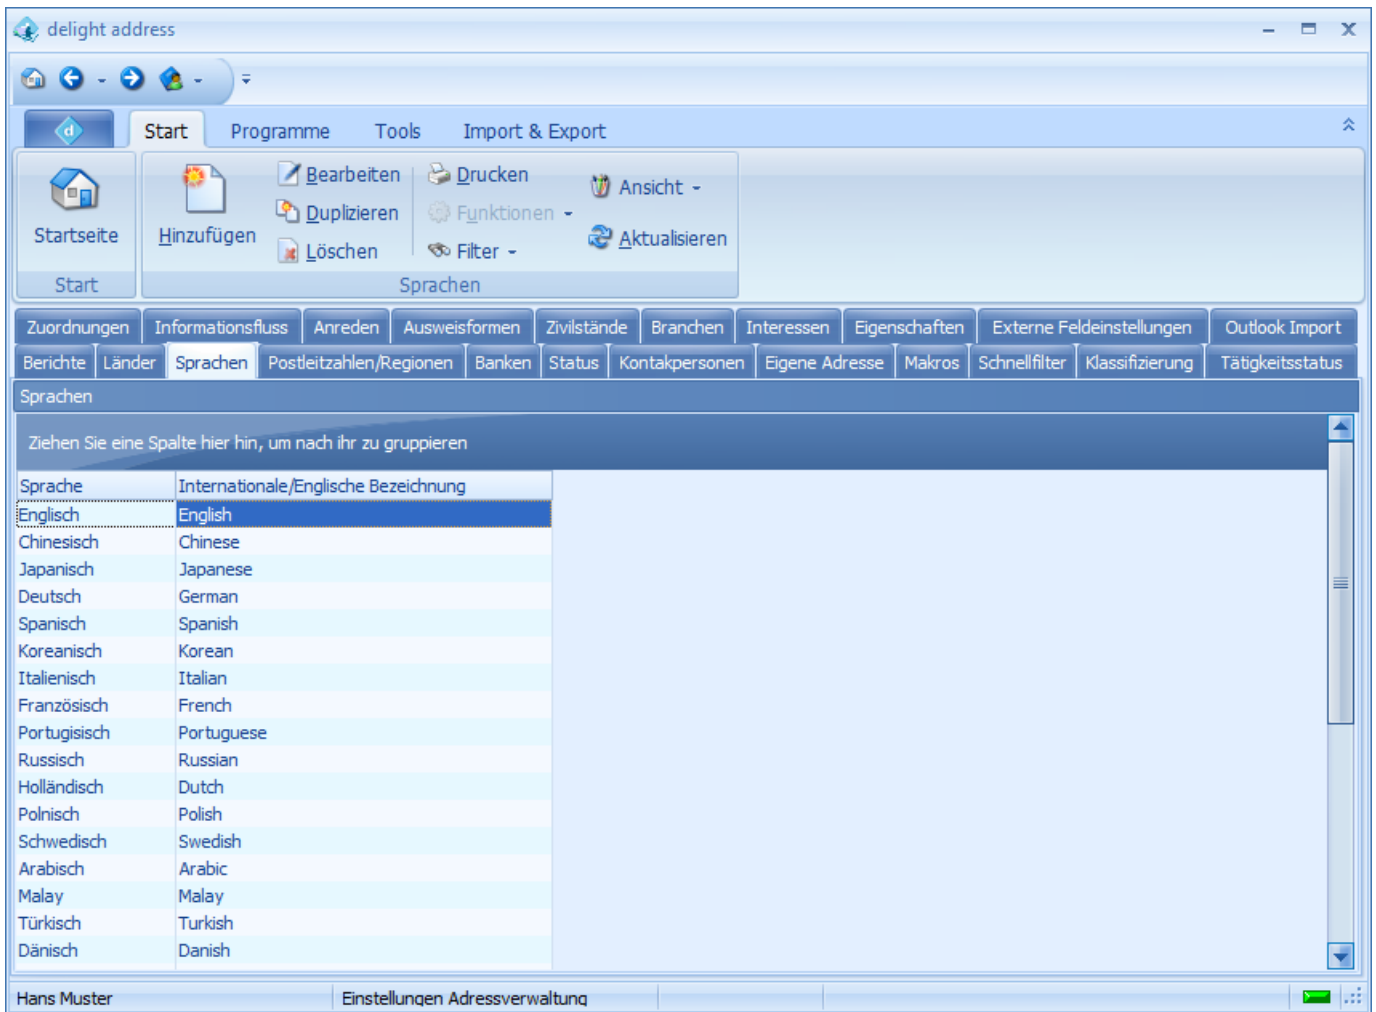 delight address
Start Programme Tools Import & Export
Startseite
Hinzufügen
Bearbeiten
Duplizieren
Löschen
Drucken
Funktionen
Filter
Ansicht
Aktualisieren
Start
Sprachen
Zuordnungen Informationsfluss Anreden Ausweisformen Zivilstände Branchen Interessen Eigenschaften Externe Feldeinstellungen Outlook Import
Berichte Länder Sprachen Postleitzahlen/Regionen Banken Status Kontakpersonen Eigene Adresse Makros Schnellfilter Klassifizierung Tätigkeitsstatus
Sprachen
Ziehen Sie eine Spalte hier hin, um nach ihr zu gruppieren
Sprache Internationale/Englische Bezeichnung
Englisch English
Chinesisch Chinese
Japanisch Japanese
Deutsch German
Spanisch Spanish
Koreanisch Korean
Italienisch Italian
Französisch French
Portugisisch Portuguese
Russisch Russian
Holländisch Dutch
Polnisch Polish
Schwedisch Swedish
Arabisch Arabic
Malay Malay
Türkisch Turkish
Dänisch Danish
Hans Muster Einstellungen Adressverwaltung